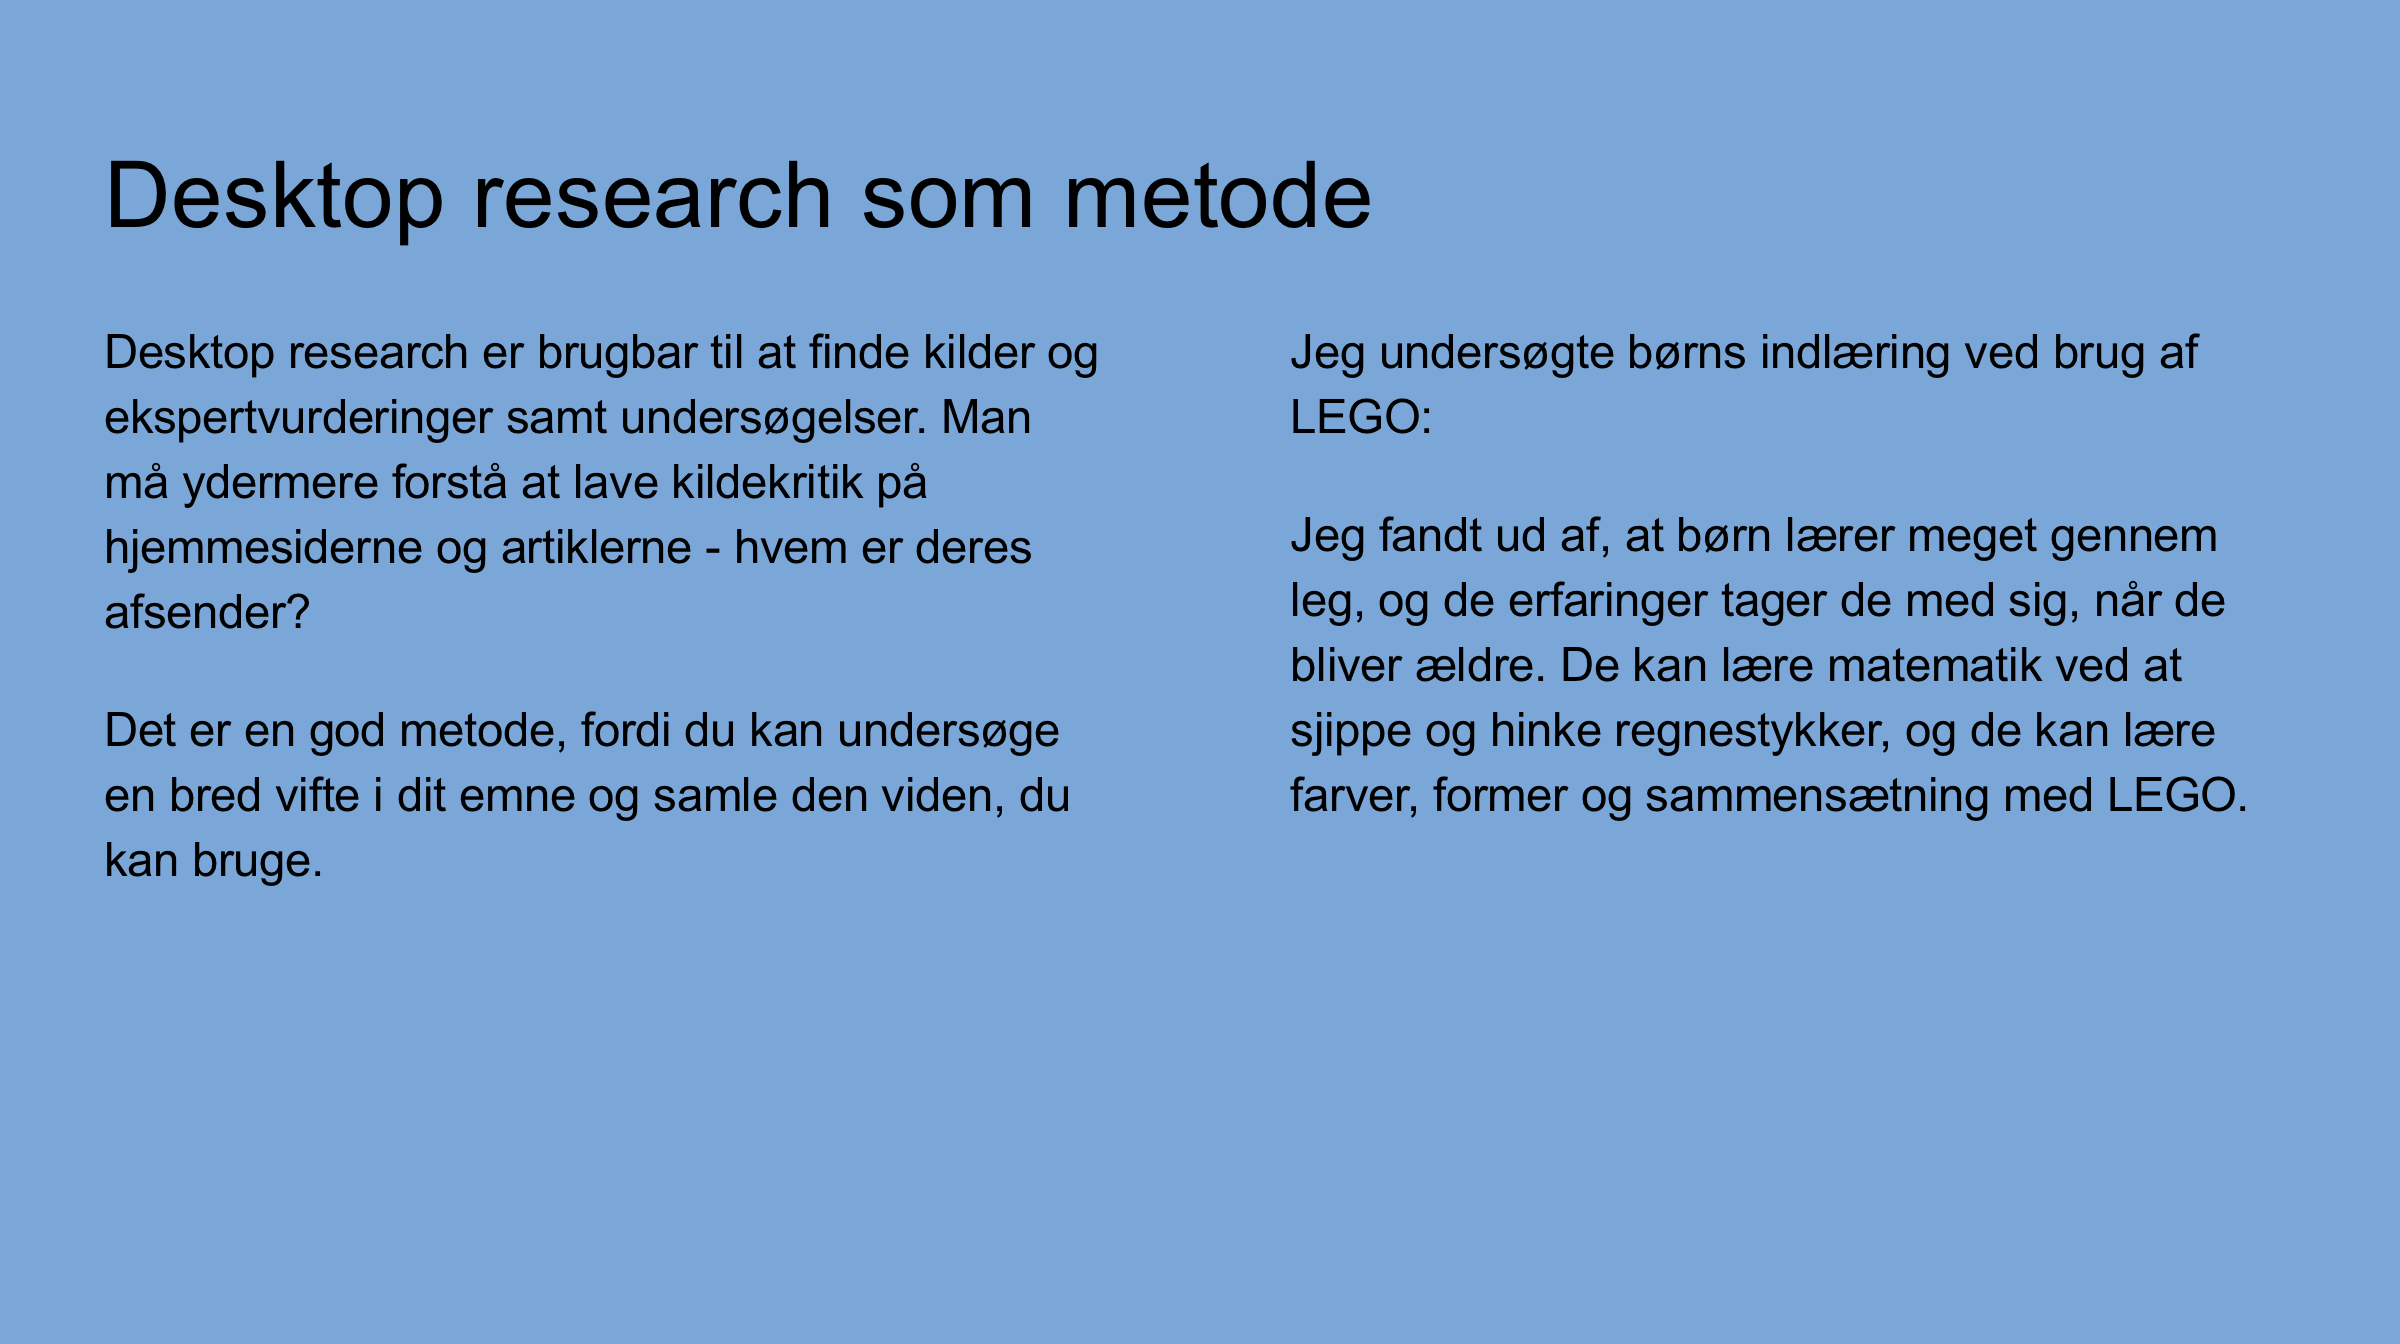 Desktop research som metode
Desktop research er brugbar til at finde kilder og
ekspertvurderinger samt undersøgelser. Man
må ydermere forstå at lave kildekritik på
hjemmesiderne og artiklerne - hvem er deres
afsender?
Det er en god metode, fordi du kan undersøge
en bred vifte i dit emne og samle den viden, du
kan bruge.
Jeg undersøgte børns indlæring ved brug af
LEGO:
Jeg fandt ud af, at børn lærer meget gennem
leg, og de erfaringer tager de med sig, når de
bliver ældre. De kan lære matematik ved at
sjippe og hinke regnestykker, og de kan lære
farver, former og sammensætning med LEGO.